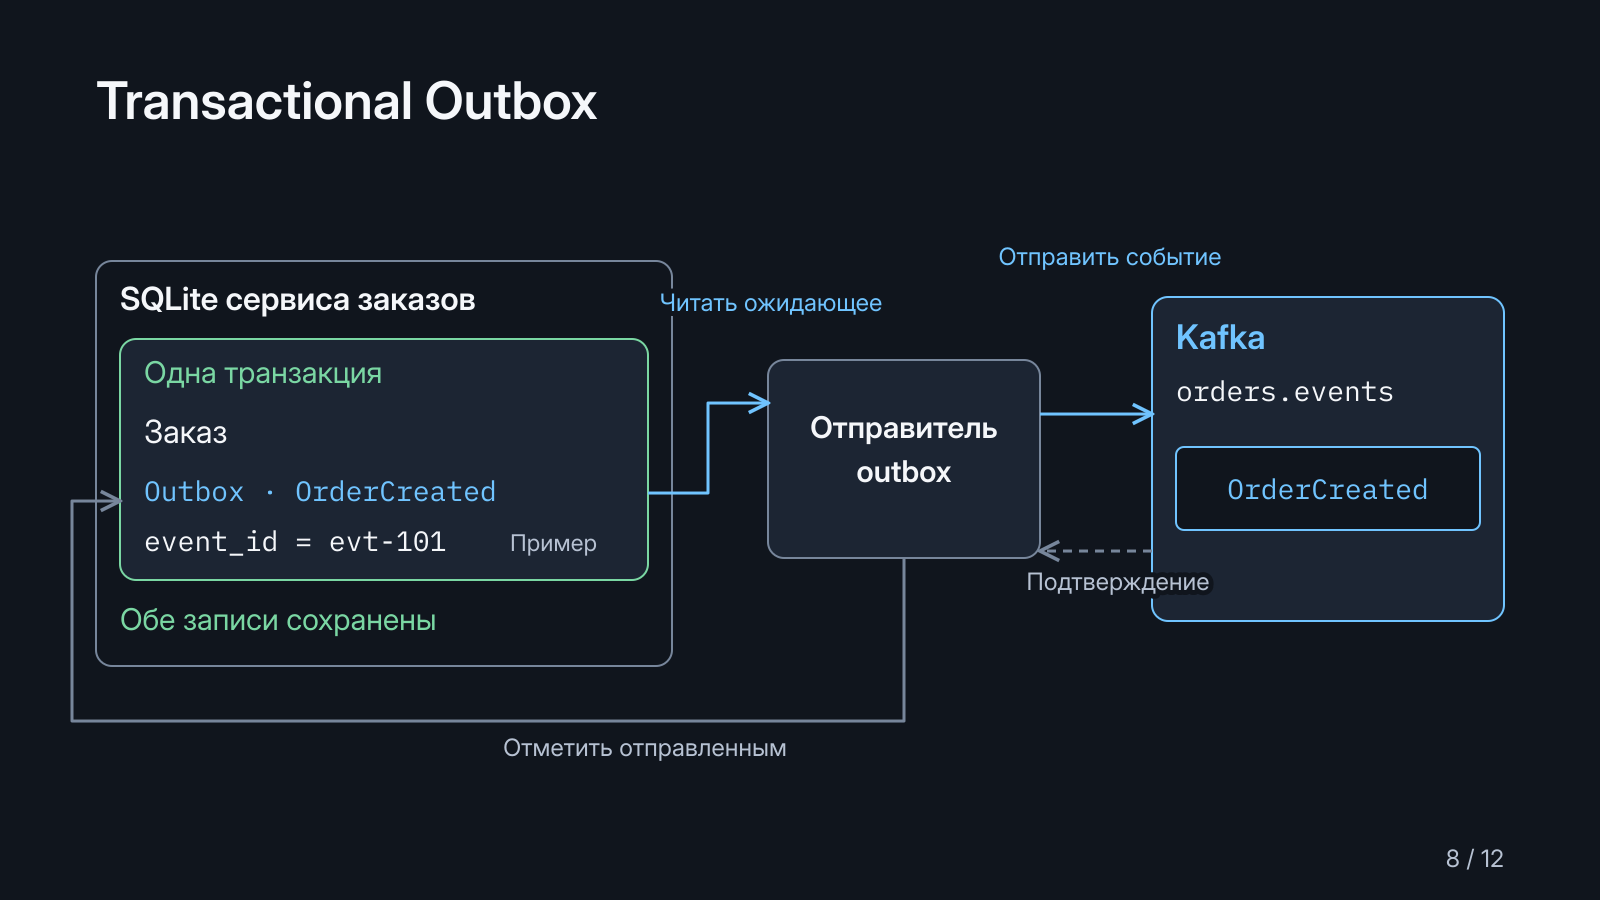 Transactional Outbox
Отправить событие
SQLite сервиса заказов
Читать ожидающее
Одна транзакция
Заказ
Outbox · OrderCreated
event_id = evt-101
Пример
Обе записи сохранены
Отправитель
outbox
Kafka
orders.events
OrderCreated
Подтверждение
Отметить отправленным
8 / 12